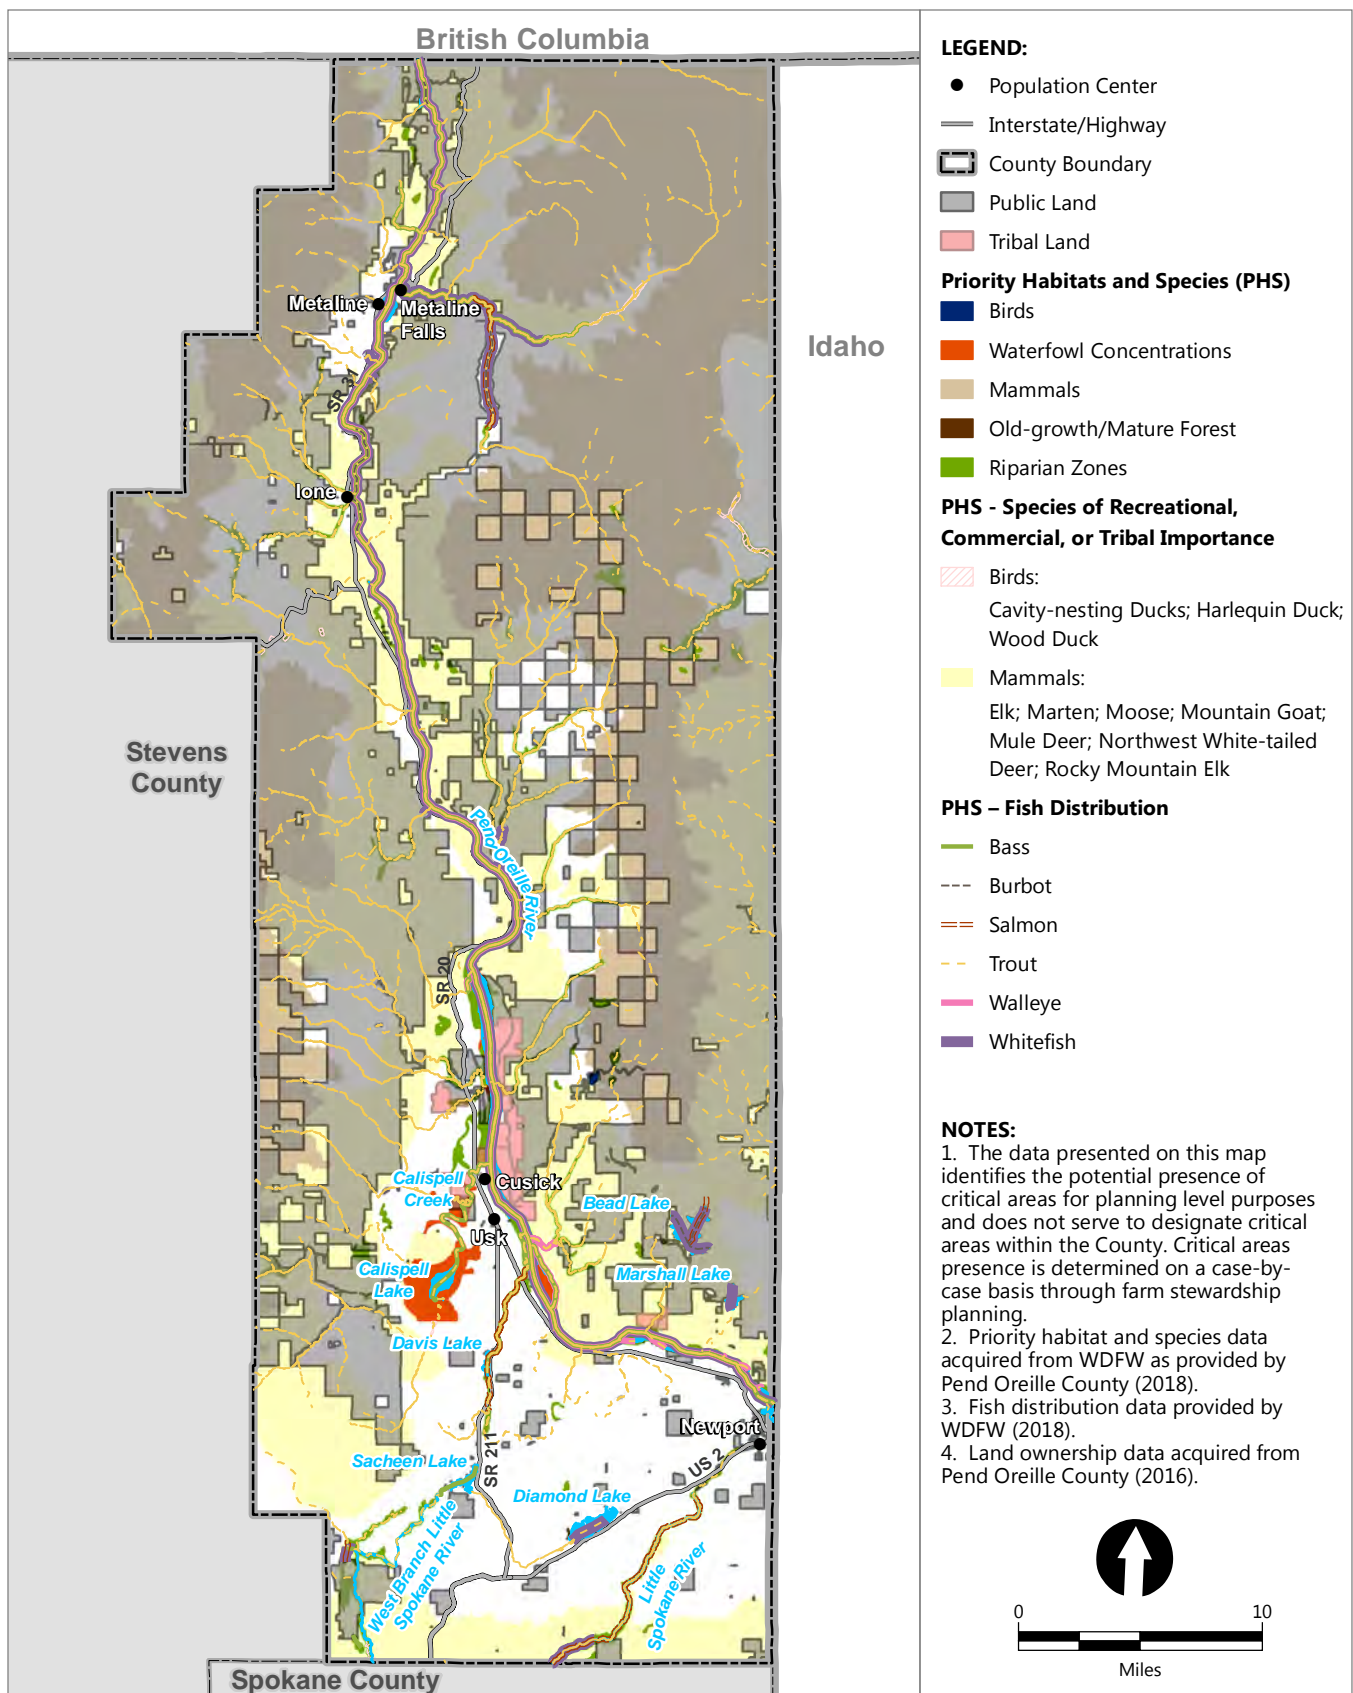 British Columbia
Idaho
Stevens
County
Spokane County
Metaline
Metaline
Falls
SR 31
Ione
Pend Oreille River
SR 20
Calispell
Creek
Cusick
Usk
Bead Lake
Calispell
Lake
Marshall Lake
Davis Lake
Newport
Sacheen Lake
SR 211
US 2
Diamond Lake
West Branch Little
Spokane River
Little
Spokane River
LEGEND:
Population Center
Interstate/Highway
County Boundary
Public Land
Tribal Land
Priority Habitats and Species (PHS)
Birds
Waterfowl Concentrations
Mammals
Old-growth/Mature Forest
Riparian Zones
PHS - Species of Recreational,
Commercial, or Tribal Importance
Birds:
Cavity-nesting Ducks; Harlequin Duck;
Wood Duck
Mammals:
Elk; Marten; Moose; Mountain Goat;
Mule Deer; Northwest White-tailed
Deer; Rocky Mountain Elk
PHS – Fish Distribution
Bass
Burbot
Salmon
Trout
Walleye
Whitefish
NOTES:
1. The data presented on this map
identifies the potential presence of
critical areas for planning level purposes
and does not serve to designate critical
areas within the County. Critical areas
presence is determined on a case-by-
case basis through farm stewardship
planning.
2. Priority habitat and species data
acquired from WDFW as provided by
Pend Oreille County (2018).
3. Fish distribution data provided by
WDFW (2018).
4. Land ownership data acquired from
Pend Oreille County (2016).
0 10
Miles